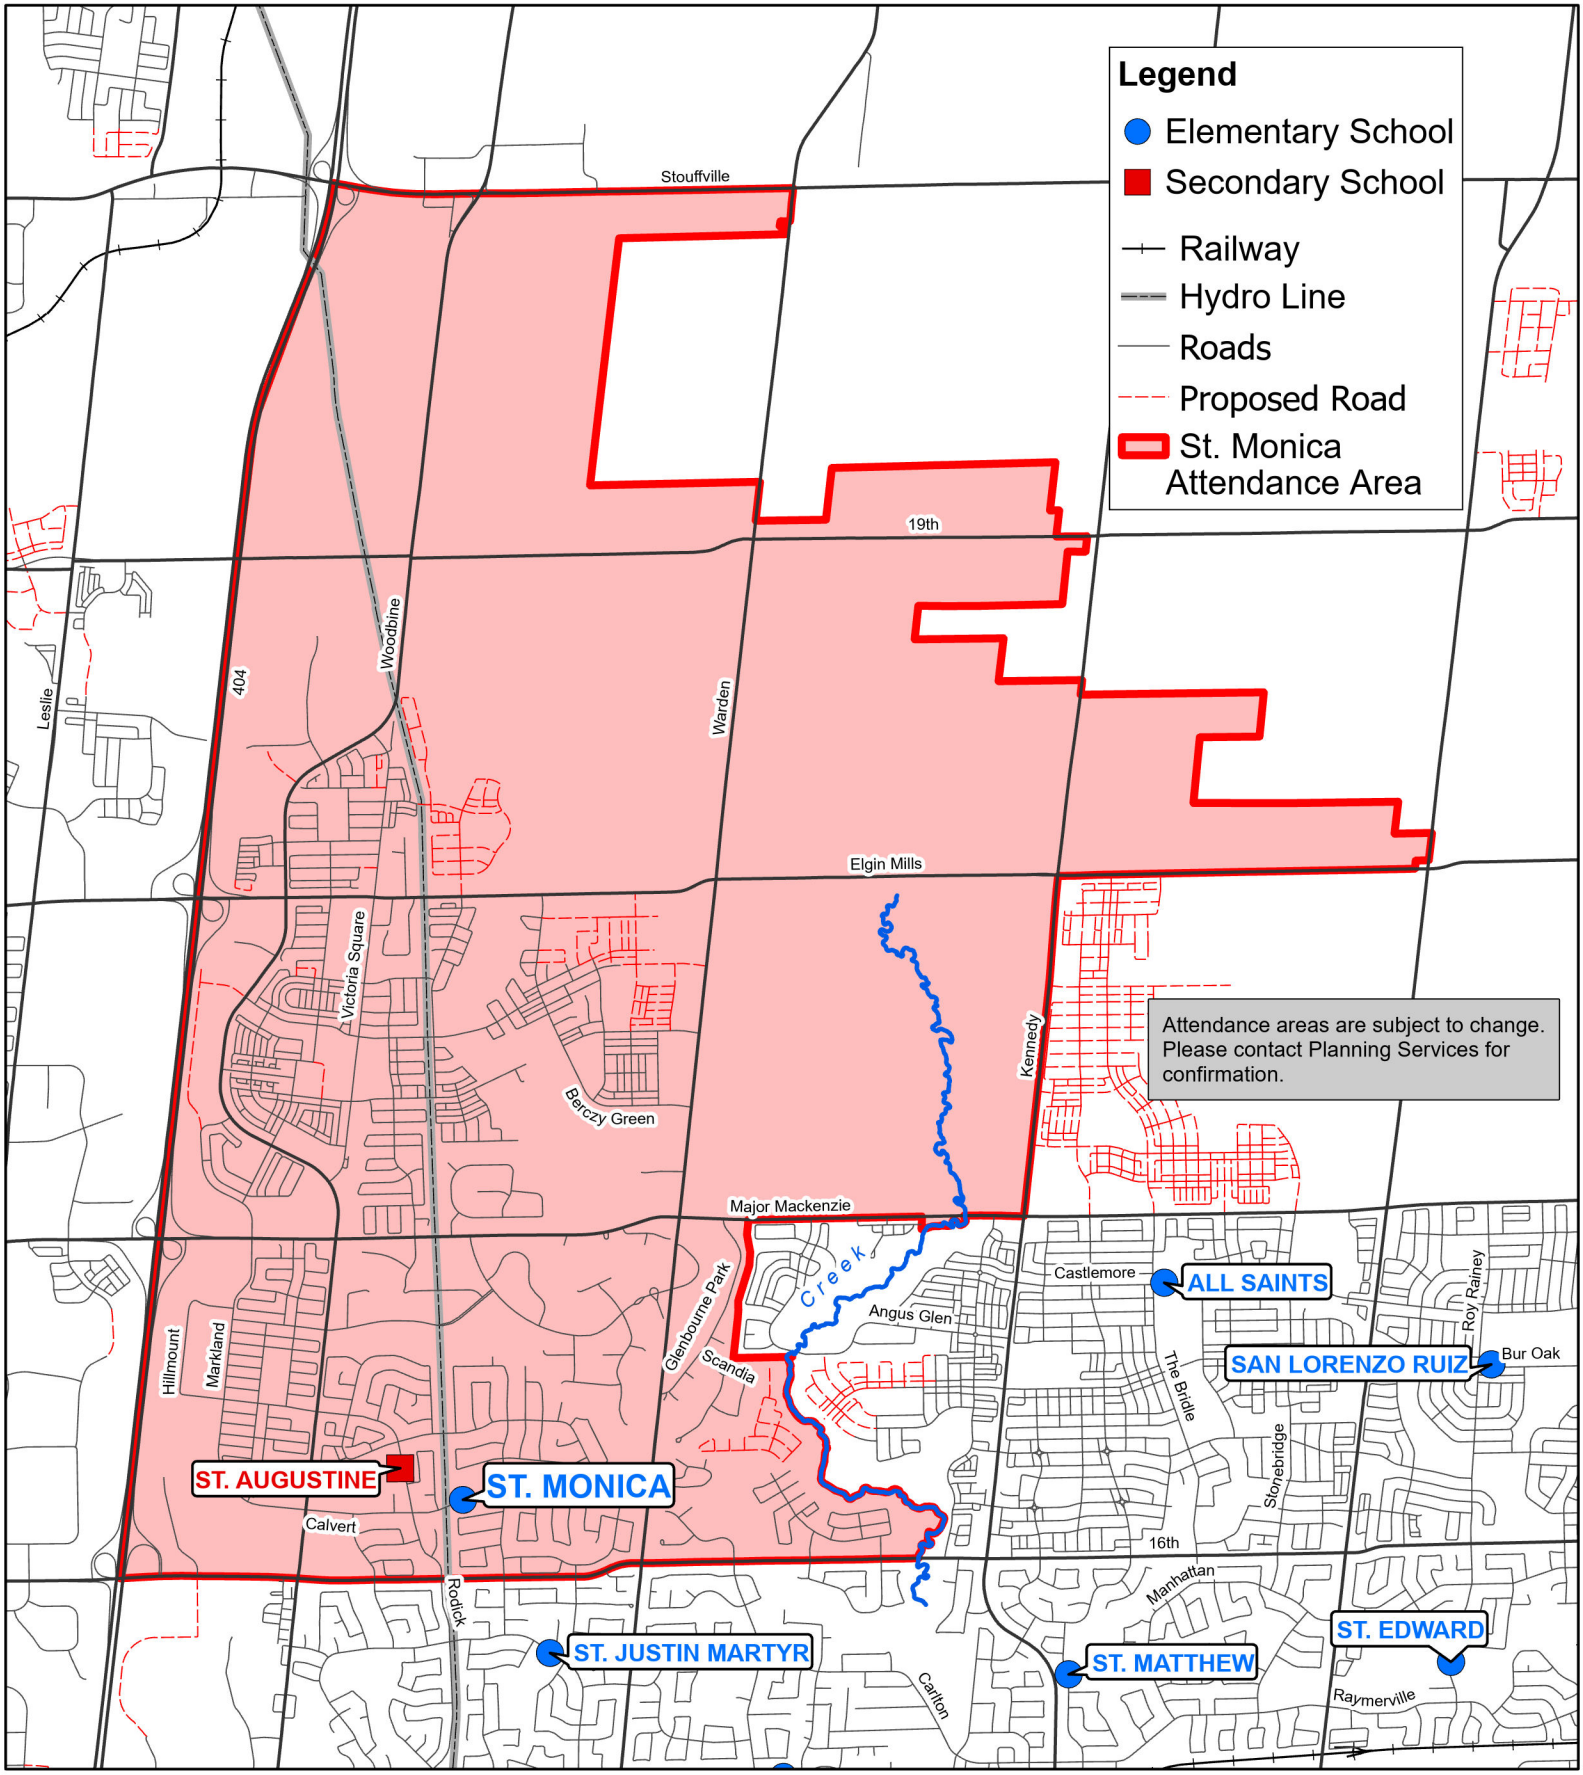 Legend
Elementary School
Secondary School
Railway
Hydro Line
Roads
Proposed Road
St. Monica
Attendance Area
Stouffville
19th
Woodbine
404
Leslie
Warden
Elgin Mills
Victoria Square
Kennedy
Attendance areas are subject to change.
Please contact Planning Services for
confirmation.
Berczy Green
Major Mackenzie
Creek
Castlemore
ALL SAINTS
Roy Rainey
Angus Glen
Glenbourne Park
Scandia
Hillmount
Markland
The Bridle
SAN LORENZO RUIZ
Bur Oak
Stonebridge
ST. AUGUSTINE
ST. MONICA
Calvert
16th
Rodick
Manhattan
ST. JUSTIN MARTYR
ST. MATTHEW
ST. EDWARD
Carlton
Raymerville